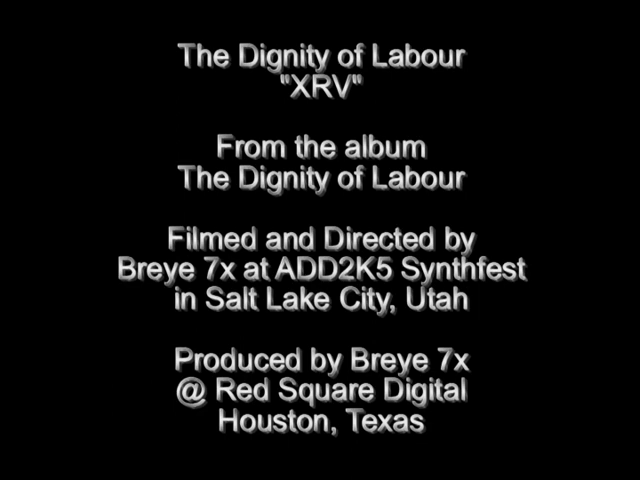 The Dignity of Labour
"XRV"
From the album
The Dignity of Labour
Filmed and Directed by
Breye 7x at ADD2K5 Synthfest
in Salt Lake City, Utah
Produced by Breye 7x
@ Red Square Digital
Houston, Texas